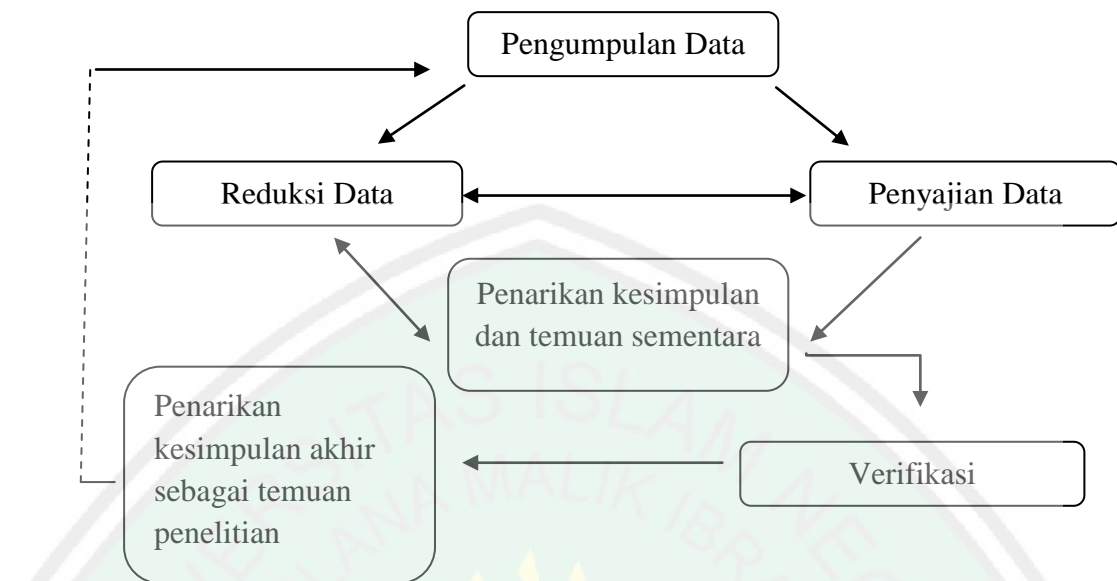 Pengumpulan Data
Reduksi Data
Penyajian Data
Penarikan kesimpulan
dan temuan sementara
Penarikan
kesimpulan akhir
sebagai temuan
penelitian
Verifikasi